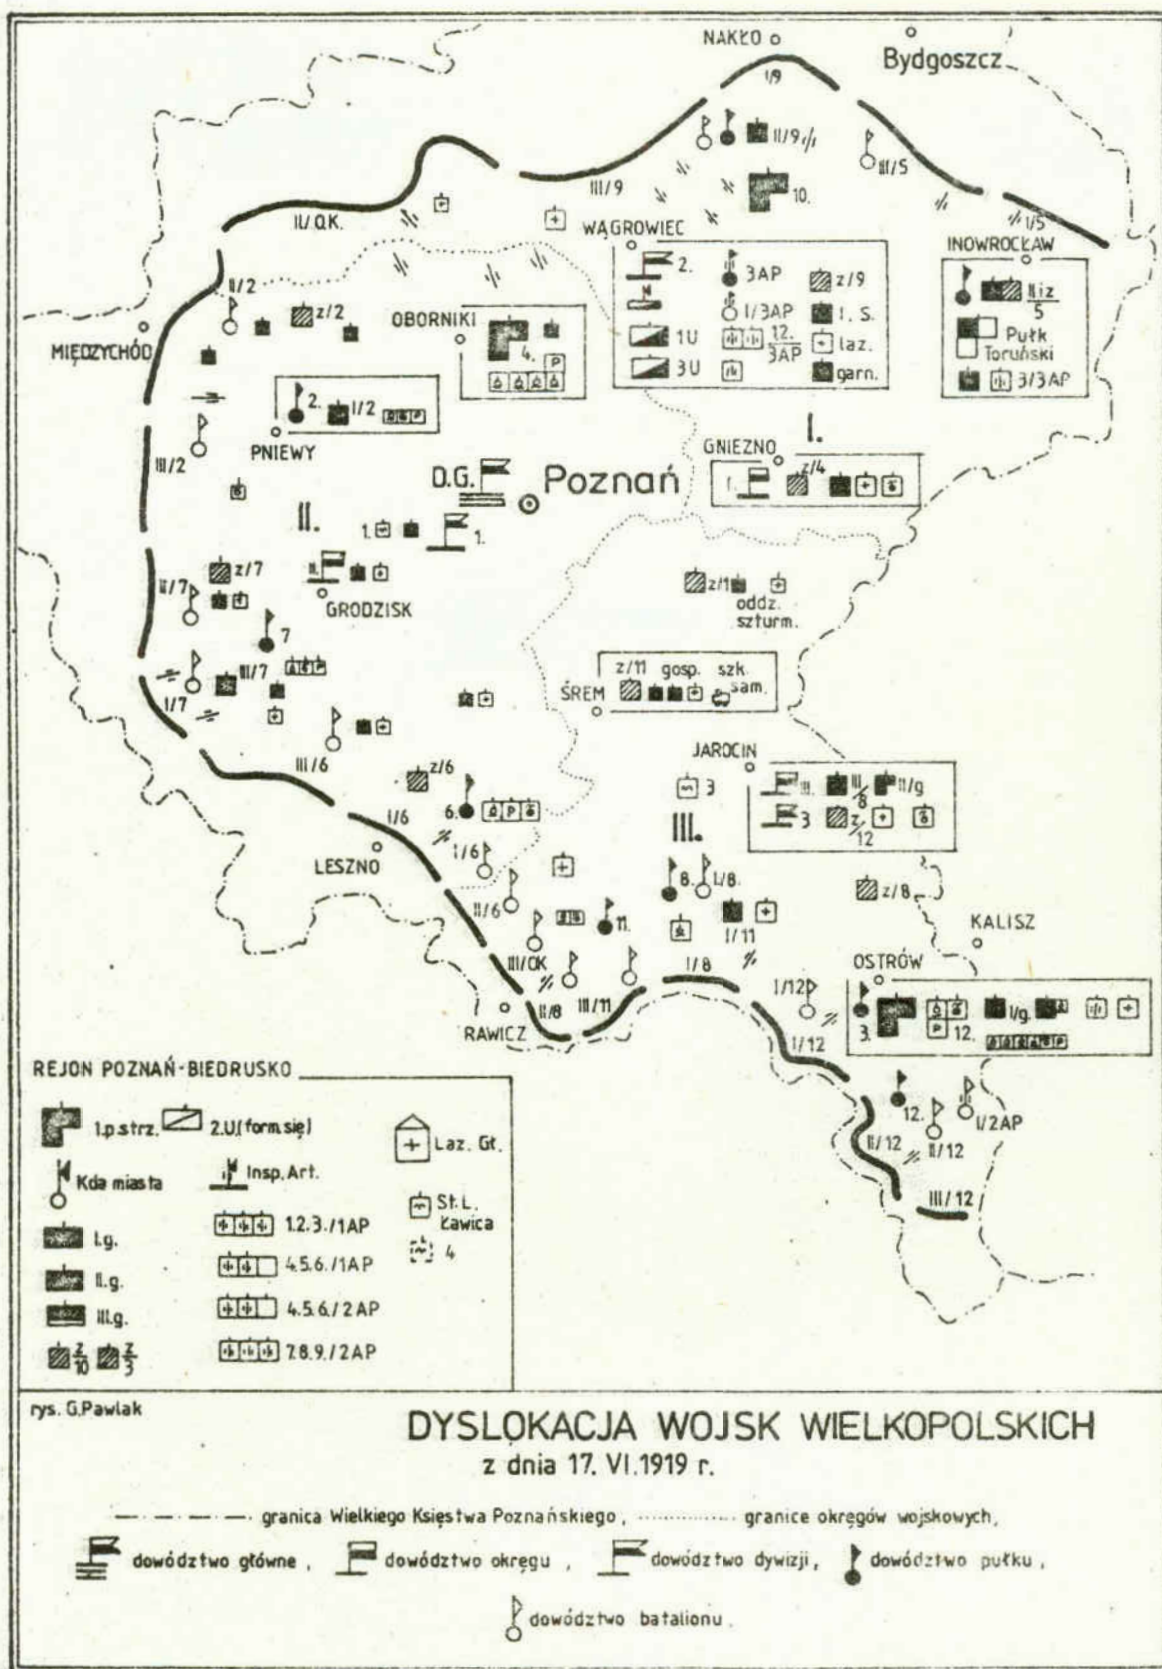 NAKŁO
Bydgoszcz
I/9
II/9
III/5
III/9
10.
II/Q.K.
WĄGROWIEC
I/5
INOWROCŁAW
2.
3AP
z/9
I/3AP
I. S.
1U
12.
3AP
laz.
3U
garn.
II i z
5
Pułk
Toruński
3/3AP
II/2
z/2
MIĘDZYCHÓD
OBORNIKI
4.
P
2.
I/2
P
PNIEWY
III/2
I.
GNIEZNO
z/4
I.
D.G.
Poznań
II.
1.
1.
II.
GRODZISK
z/7
II/7
7
III/7
P
I/7
z/1
oddz.
szturm.
z/11 gosp. szk.
sam.
ŚREM
III/6
z/6
6.
P
I/6
I/6
LESZNO
II/6
JAROCIN
III.
III/8
II/g
3
z/12
3
III.
8.
I/8.
I/11
11.
z/8
KALISZ
III/QK
II/8
III/11
I/8
RAWICZ
I/12
I/12
OSTRÓW
3.
P
12.
I/g.
P
12.
I/2AP
II/12
II/12
III/12
REJON POZNAŃ-BIEDRUSKO
1.p.strz.
2.U.(form.się)
Laz. Gł.
Kda miasta
Insp. Art.
St. L.
Ławica
I.g.
1.2.3./1AP
4
II.g.
4.5.6./1AP
III.g.
4.5.6./2AP
z/10
z/3
7.8.9./2AP
rys. G.Pawlak
DYSLOKACJA WOJSK WIELKOPOLSKICH
z dnia 17. VI.1919 r.
granica Wielkiego Księstwa Poznańskiego, granice okręgów wojskowych,
dowództwo główne, dowództwo okręgu, dowództwo dywizji, dowództwo pułku,
dowództwo batalionu.